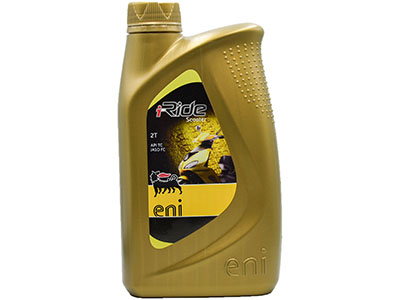 i-Ride
Scooter
2T
API TC
JASO FC
eni
eni